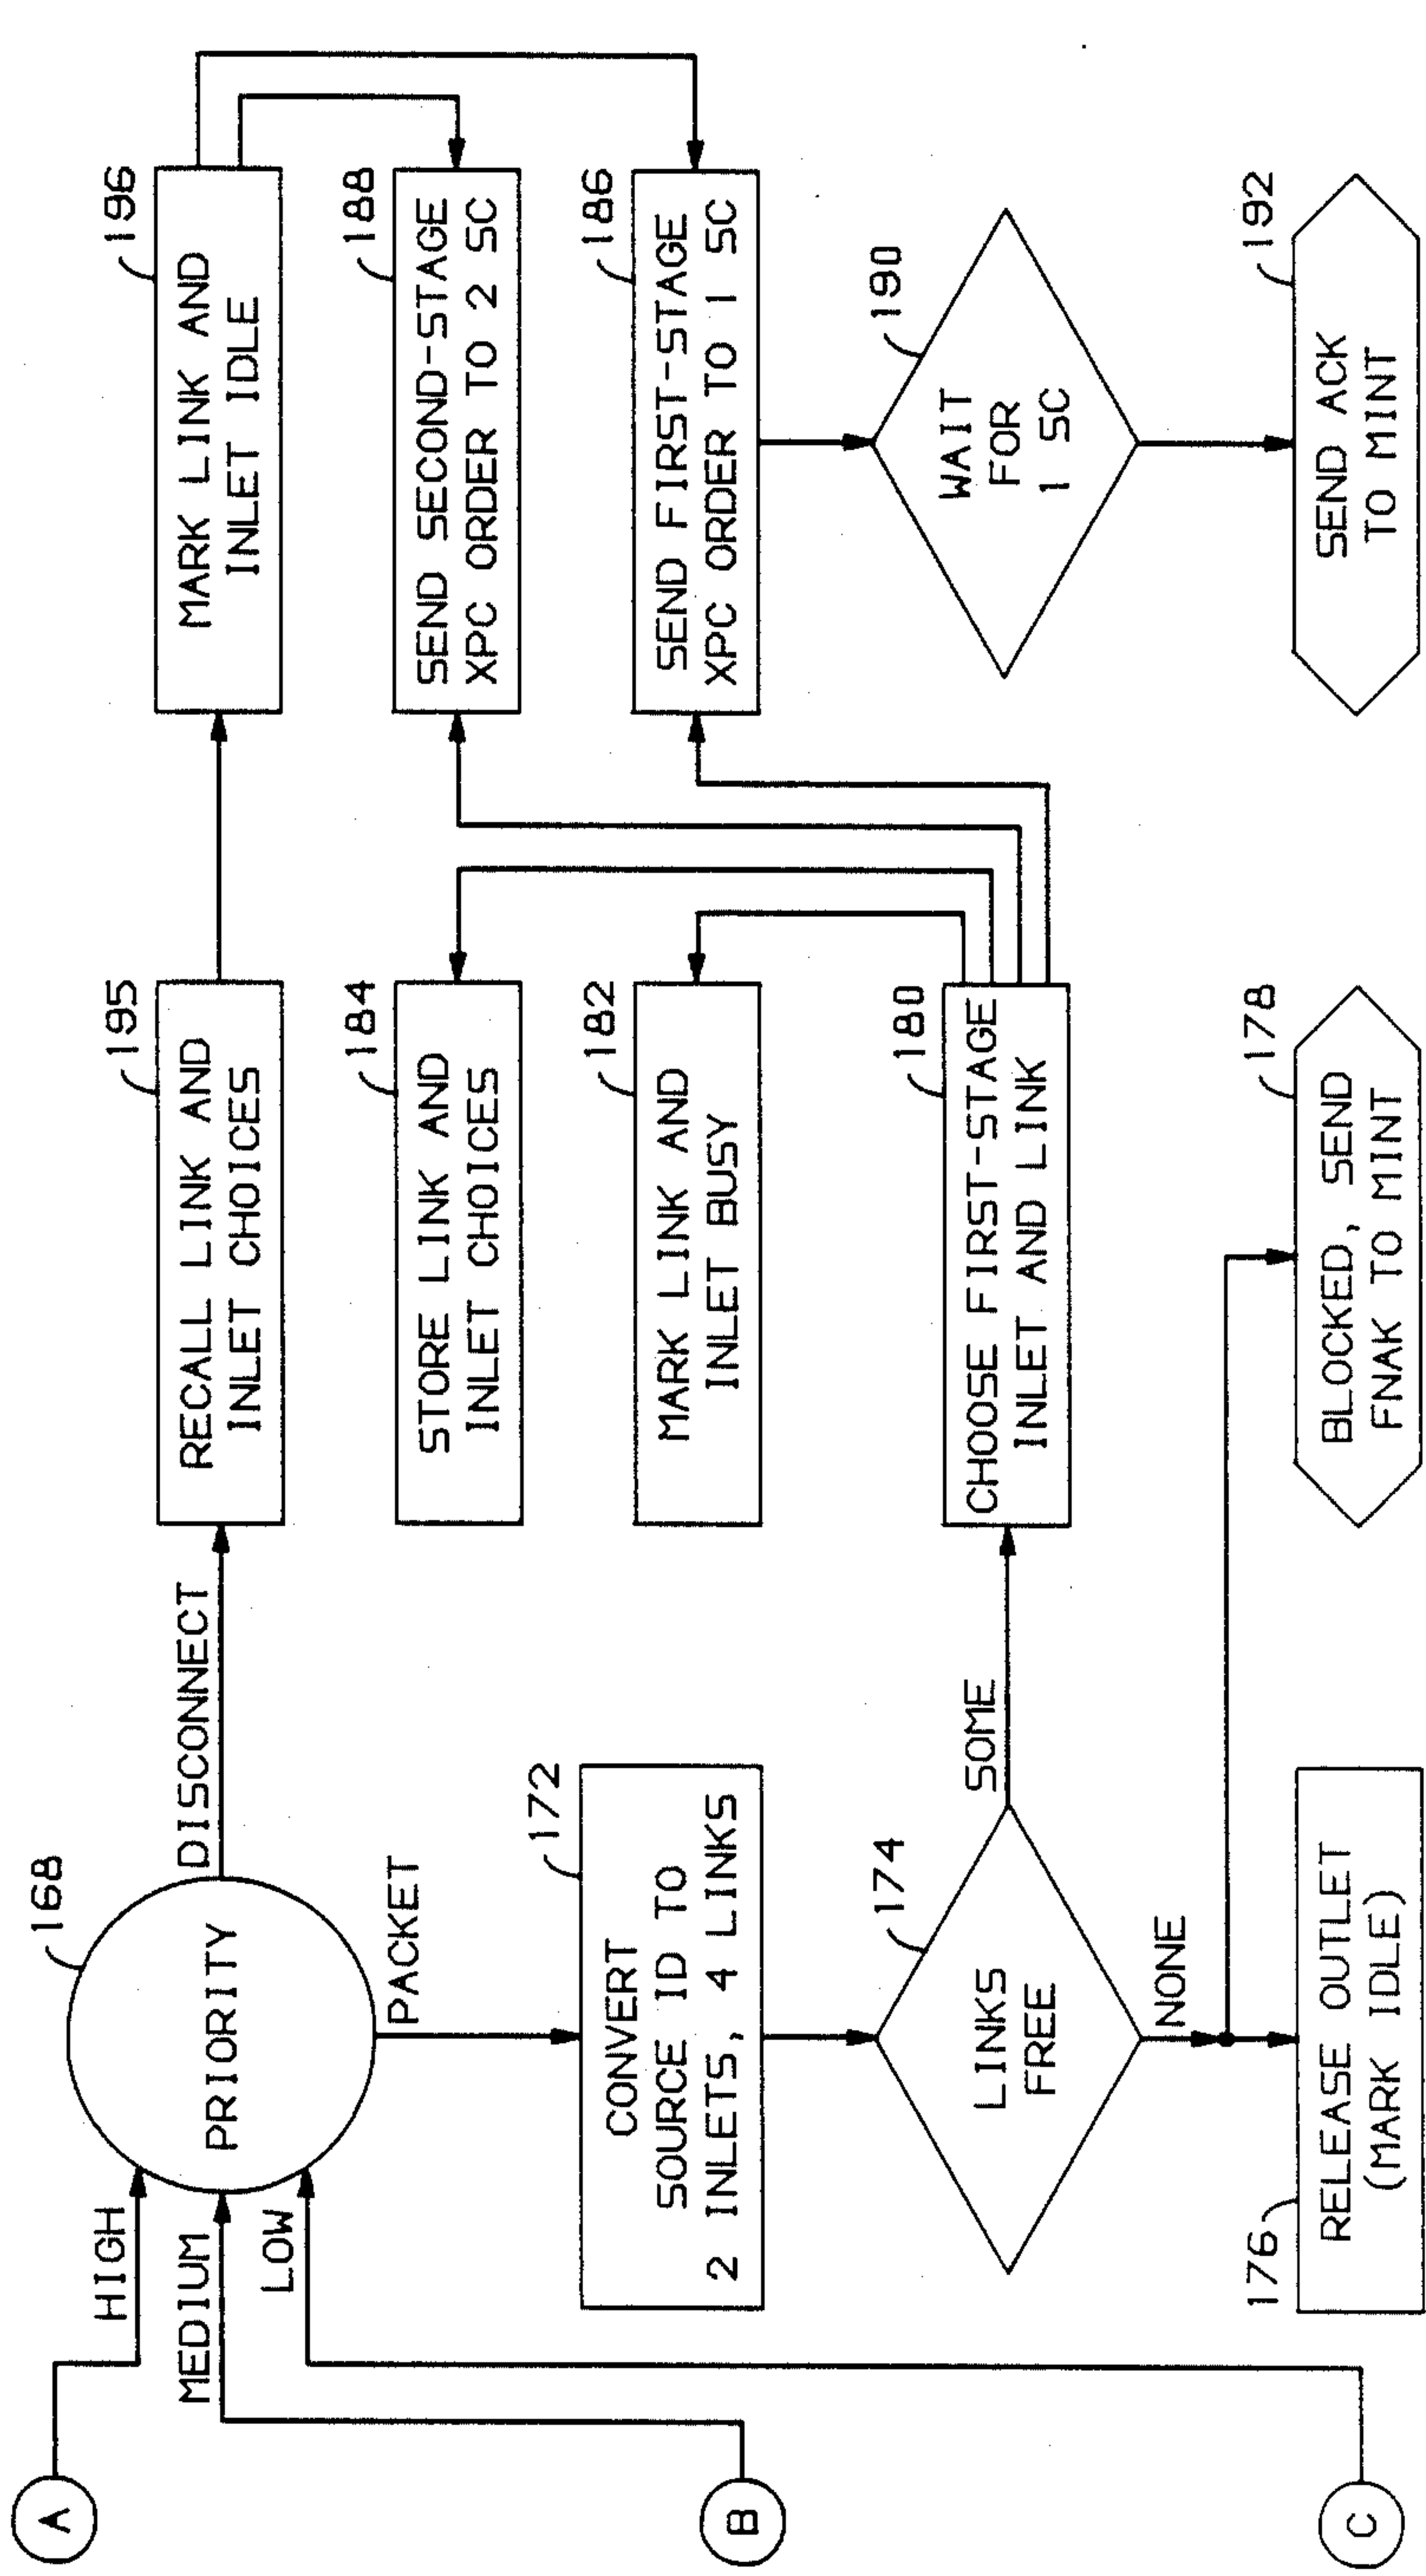 A
HIGH
MEDIUM
LOW
B
C
168
PRIORITY
DISCONNECT
PACKET
172
CONVERT
SOURCE ID TO
2 INLETS, 4 LINKS
174
LINKS
FREE
SOME
NONE
176
RELEASE OUTLET
(MARK IDLE)
195
RECALL LINK AND
INLET CHOICES
184
STORE LINK AND
INLET CHOICES
182
MARK LINK AND
INLET BUSY
180
CHOOSE FIRST-STAGE
INLET AND LINK
178
BLOCKED, SEND
FNAK TO MINT
196
MARK LINK AND
INLET IDLE
188
SEND SECOND-STAGE
XPC ORDER TO 2 SC
186
SEND FIRST-STAGE
XPC ORDER TO 1 SC
190
WAIT
FOR
1 SC
192
SEND ACK
TO MINT